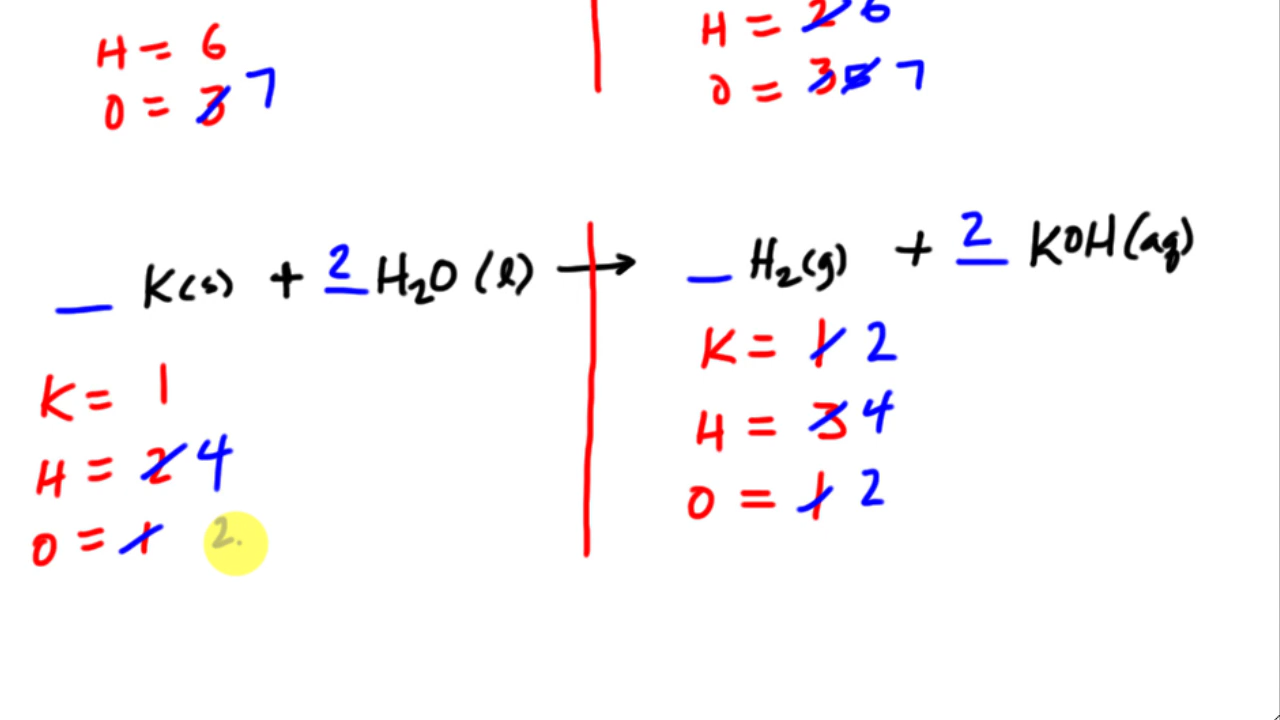 H = 6
O = 3 7
H = 2 6
O = 3 5 7
_ K(s) + 2 H₂O (l) → _ H₂(g) + 2 KOH(aq)
K = 1
H = 2 4
O = 1 2
K = 1 2
H = 3 4
O = 1 2